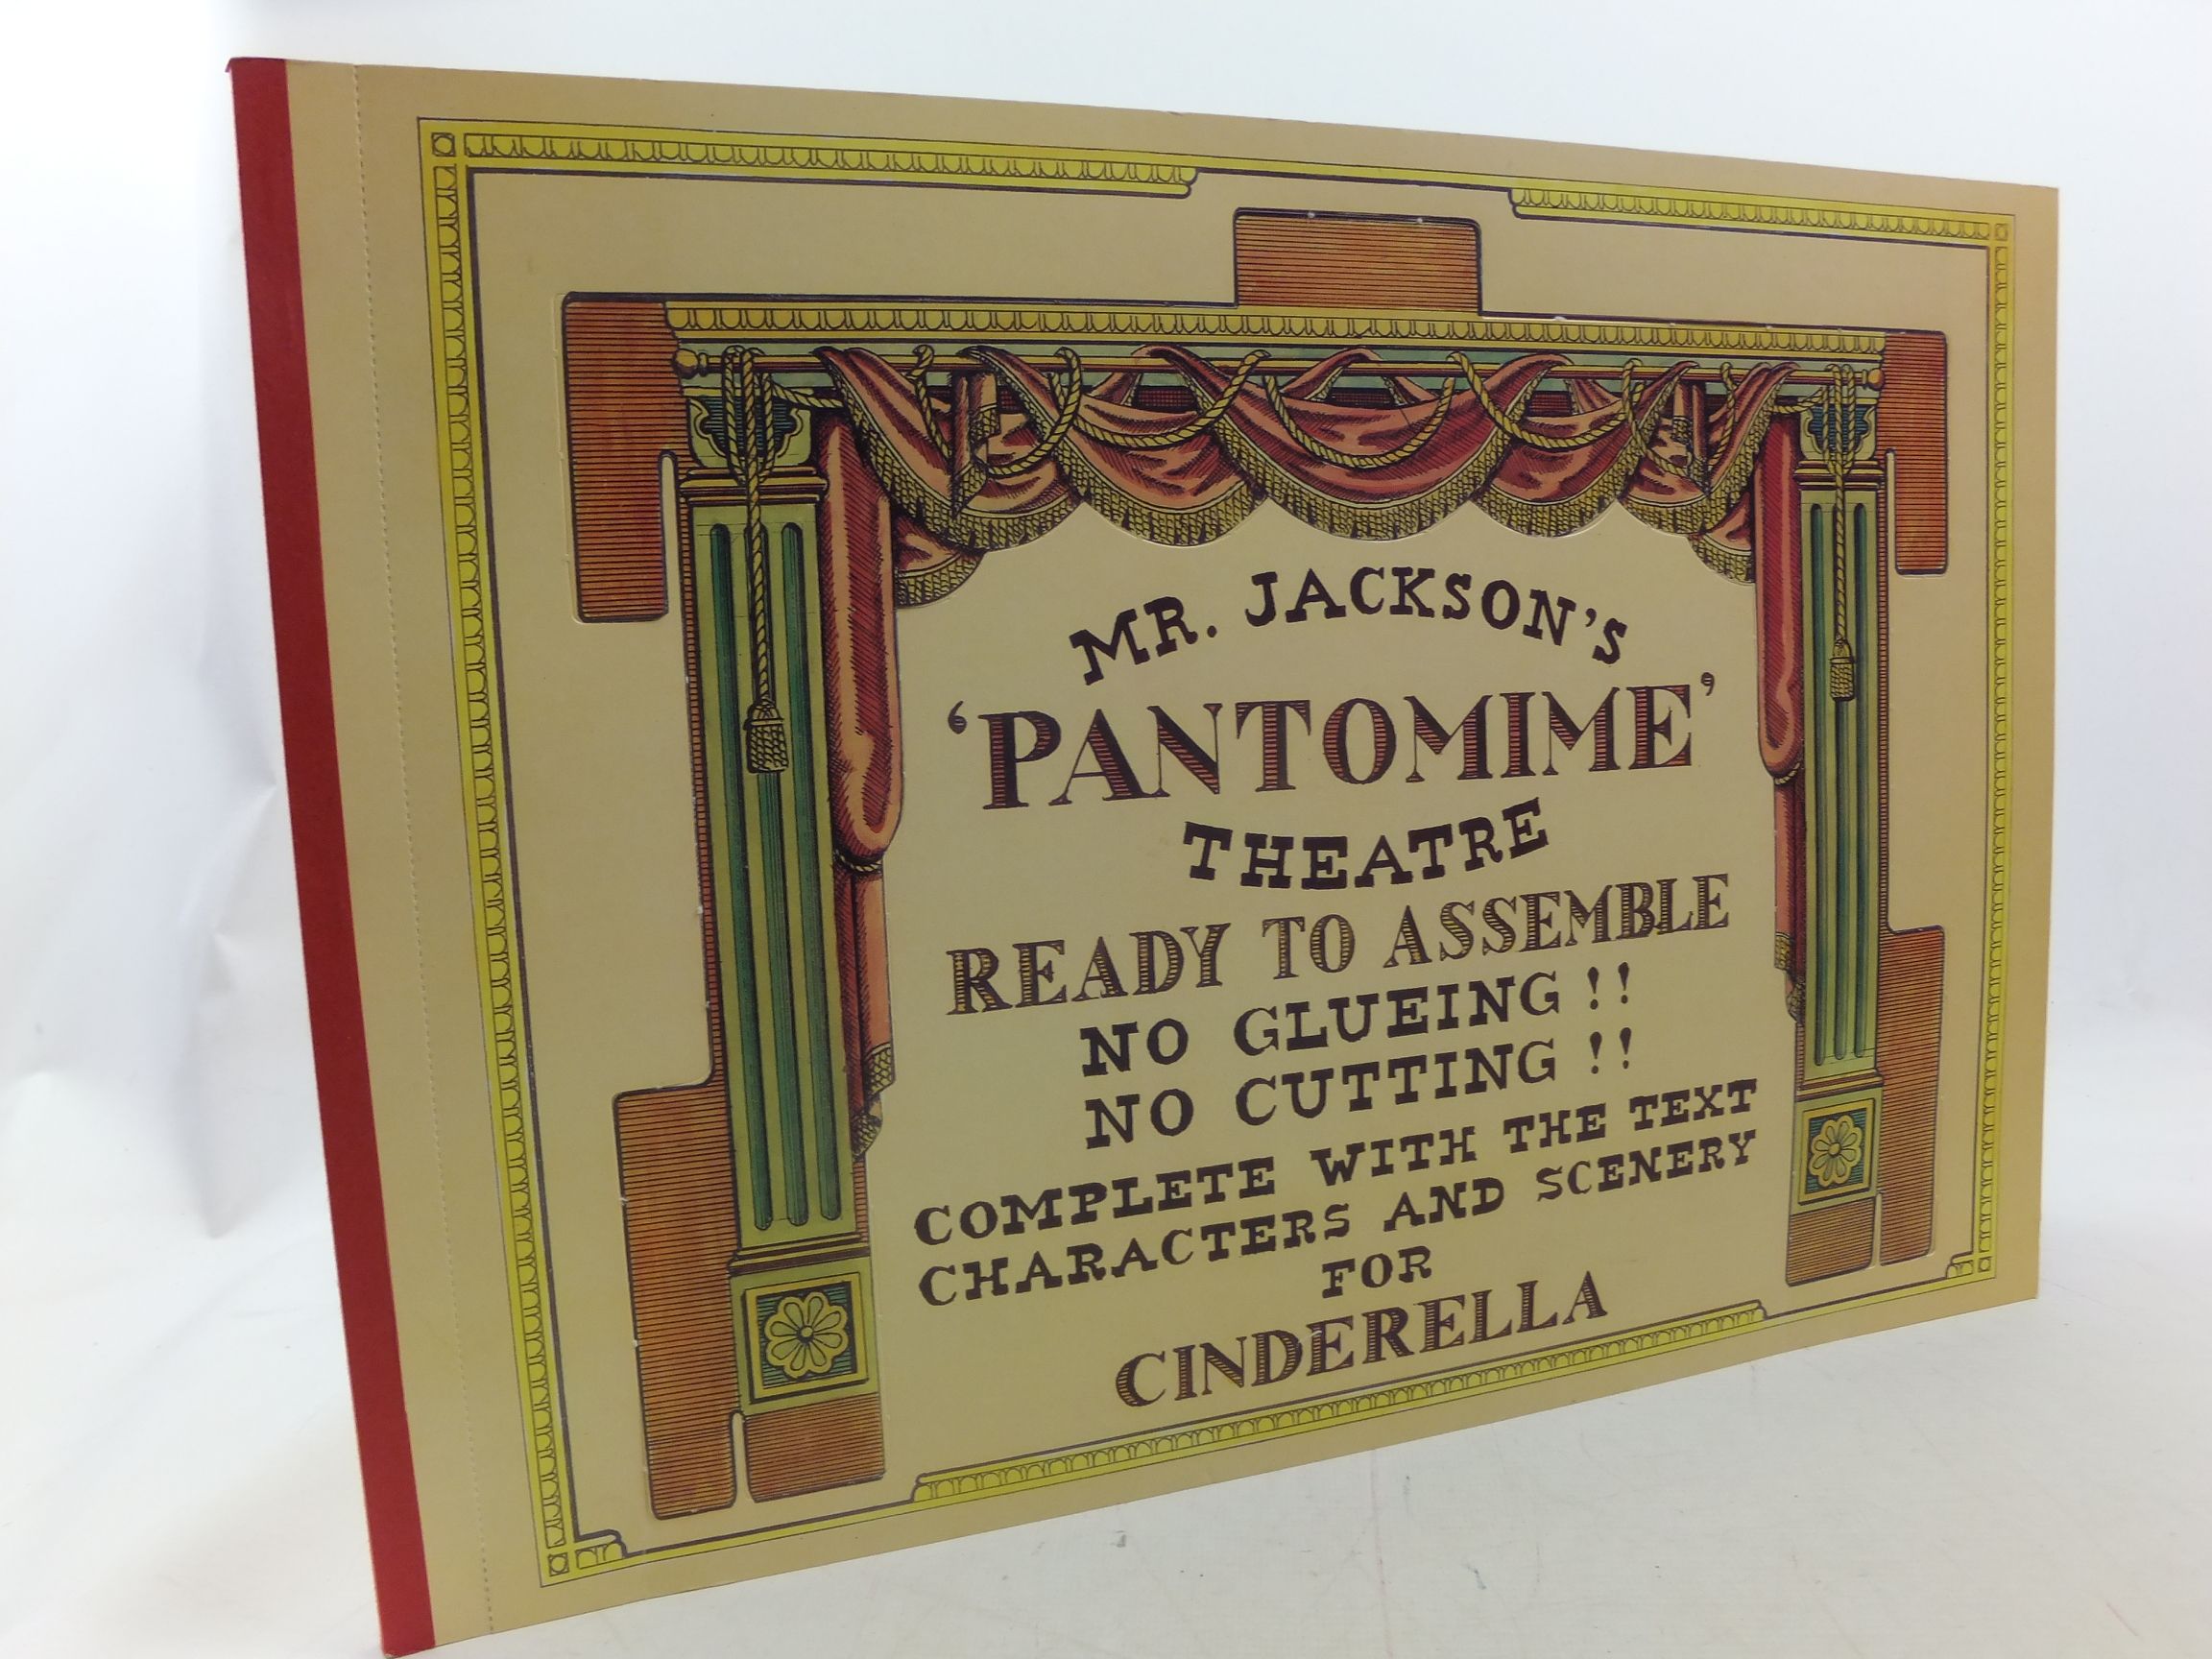 MR. JACKSON'S
'PANTOMIME'
THEATRE
READY TO ASSEMBLE
NO GLUEING!!
NO CUTTING!!
COMPLETE WITH THE TEXT
CHARACTERS AND SCENERY
FOR
CINDERELLA